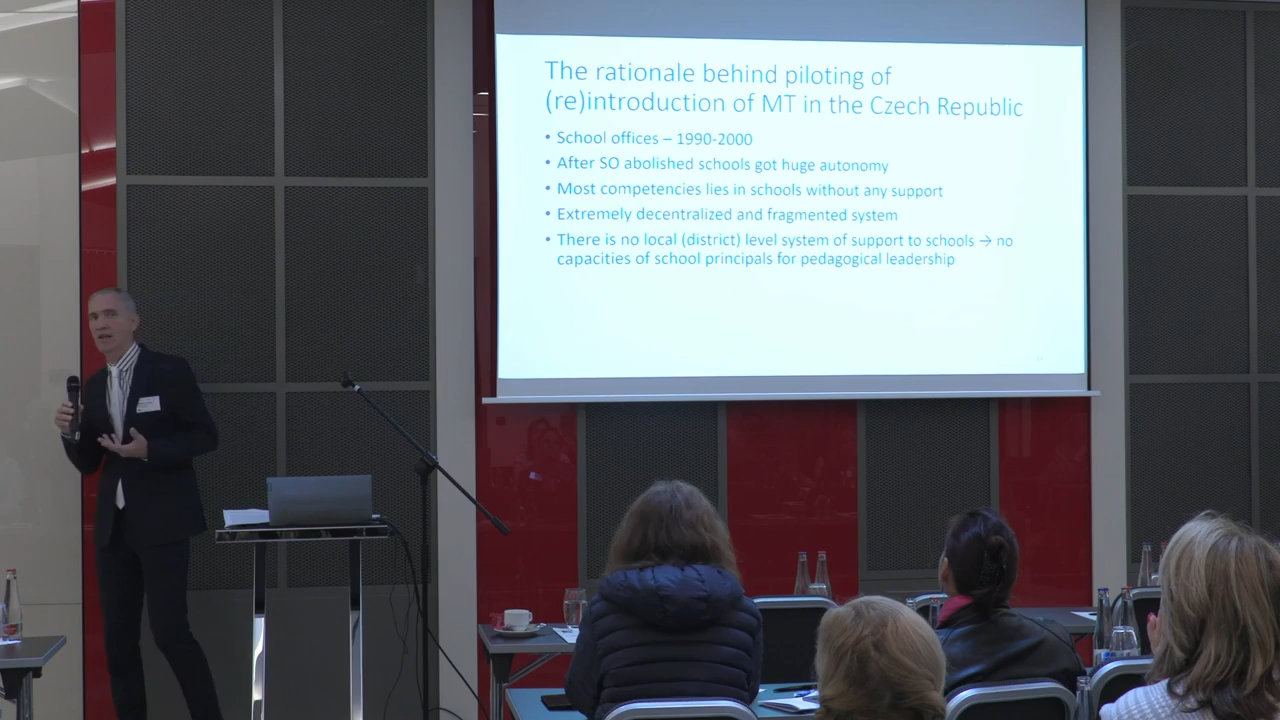 The rationale behind piloting of
(re)introduction of MT in the Czech Republic
• School offices – 1990-2000
• After SO abolished schools got huge autonomy
• Most competencies lies in schools without any support
• Extremely decentralized and fragmented system
• There is no local (district) level system of support to schools → no
capacities of school principals for pedagogical leadership